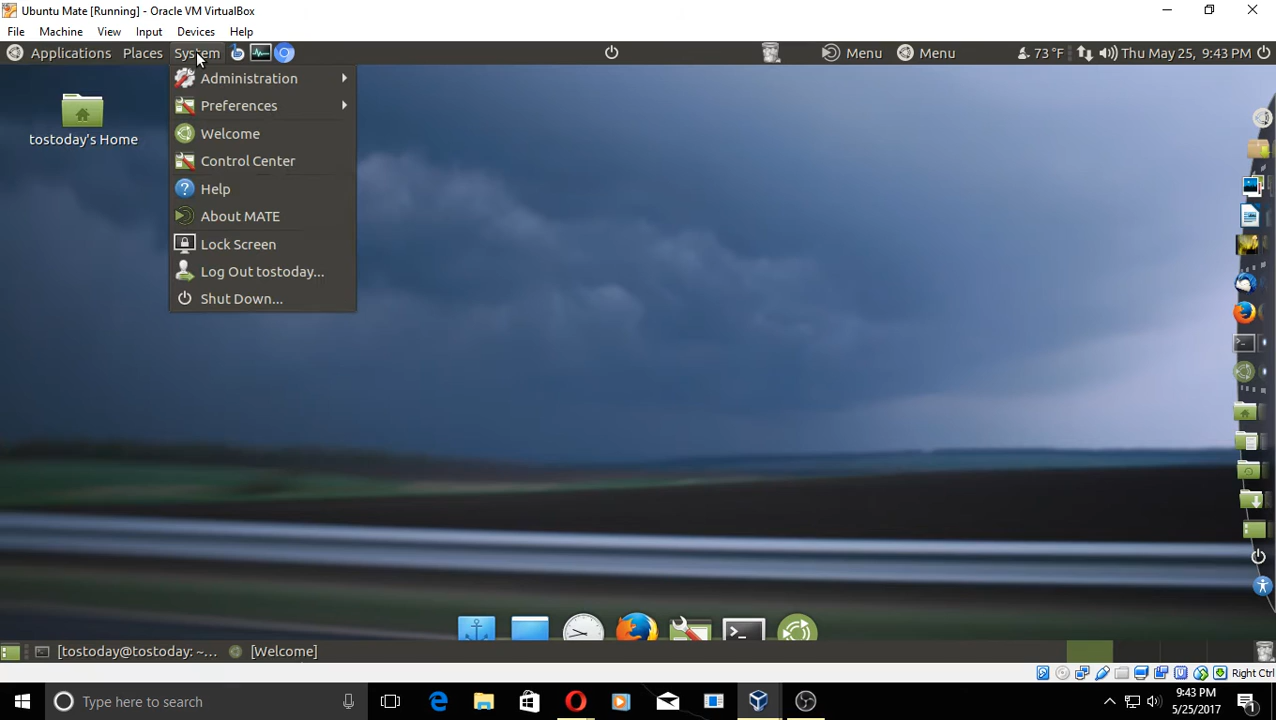 Ubuntu Mate [Running] - Oracle VM VirtualBox
File Machine View Input Devices Help
Applications Places System Menu Menu 73 °F Thu May 25, 9:43 PM
Administration
Preferences
Welcome
Control Center
Help
About MATE
Lock Screen
Log Out tostoday...
Shut Down...
tostoday's Home
[tostoday@tostoday: ~... [Welcome]
Right Ctrl
Type here to search
9:43 PM
5/25/2017
1